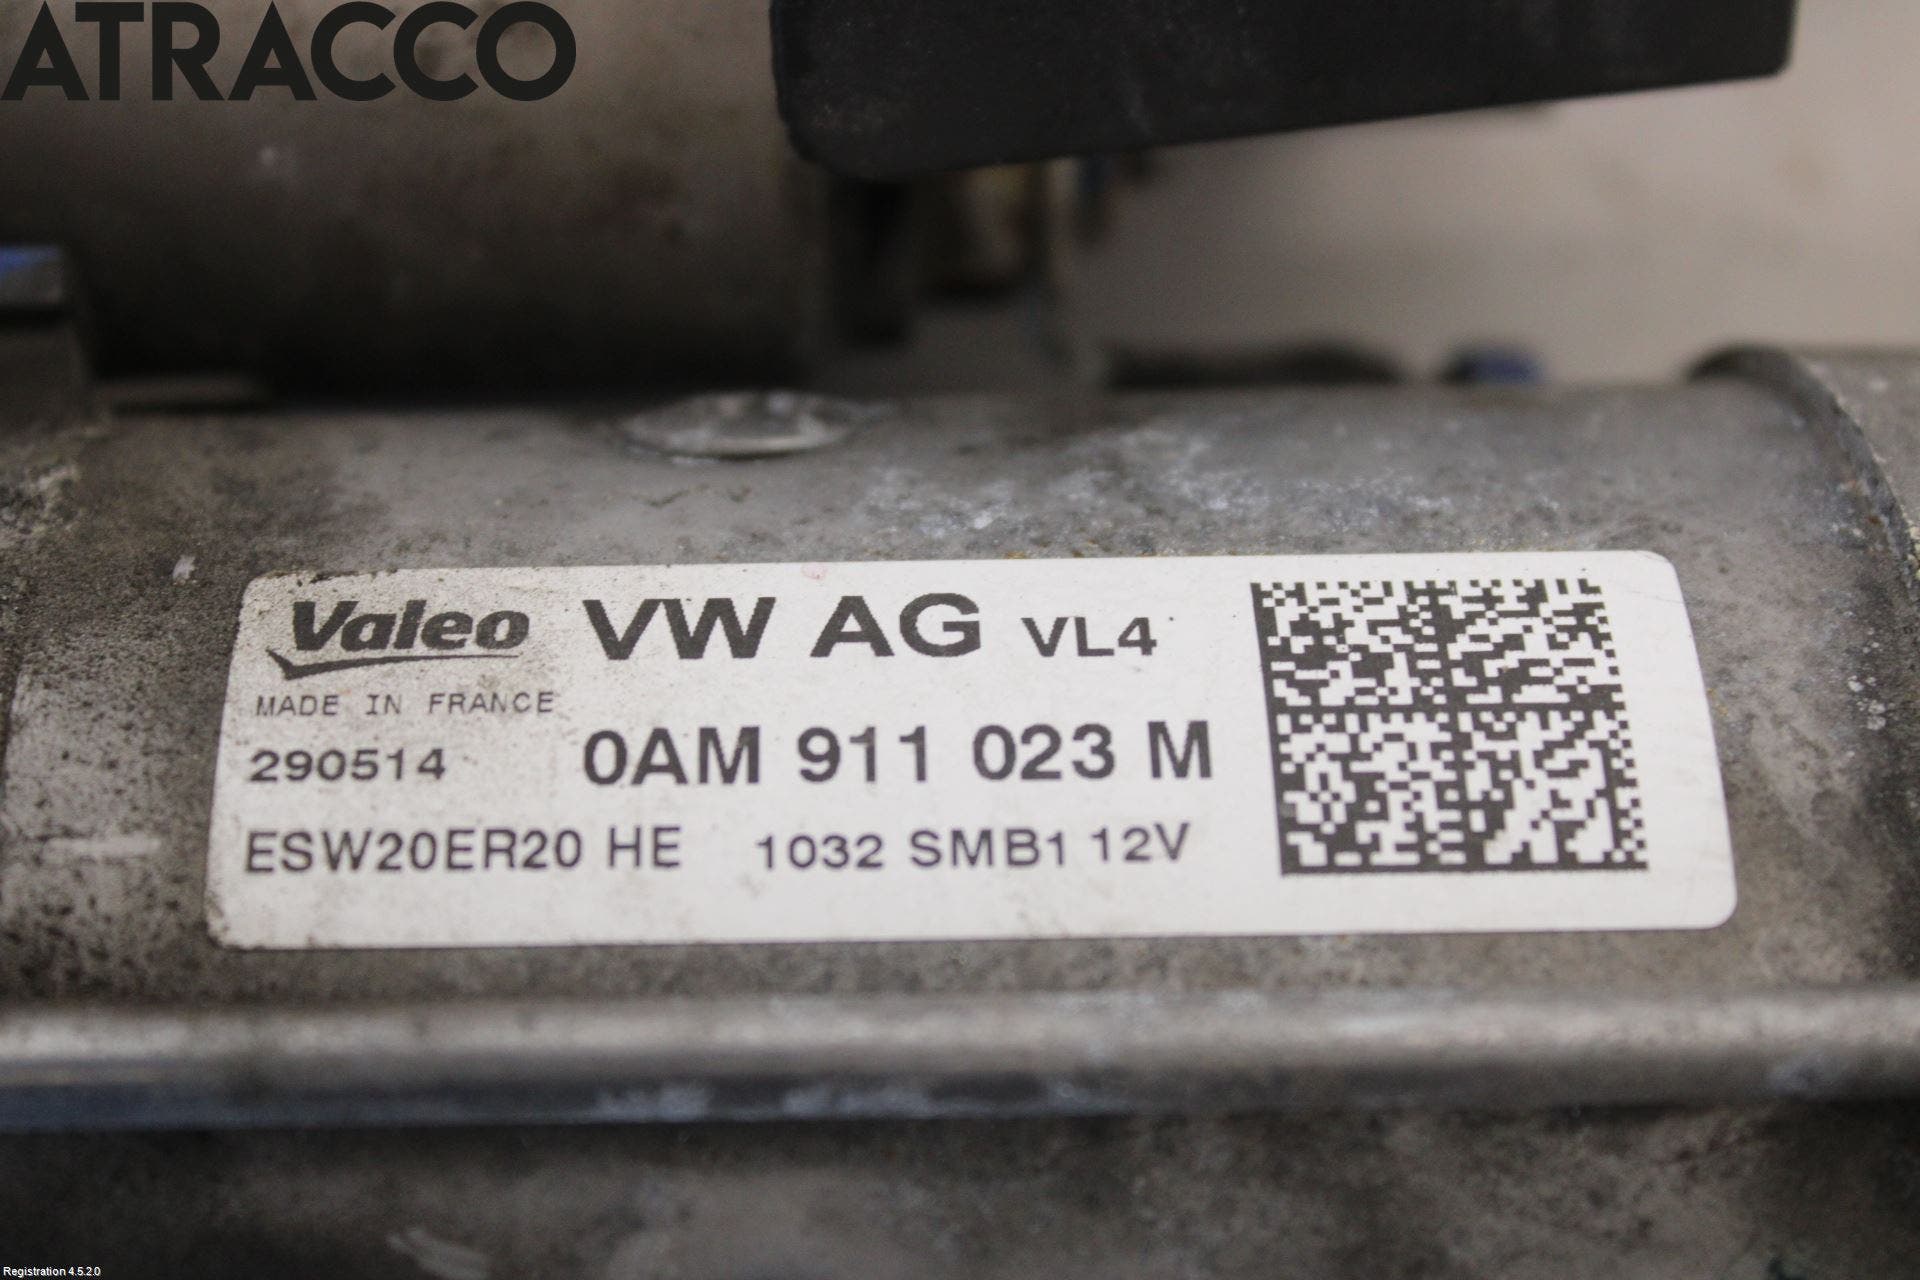 ATRACCO
Valeo VW AG VL4
MADE IN FRANCE
290514 0AM 911 023 M
ESW20ER20 HE 1032 SMB1 12V
Registration 4.5.2.0